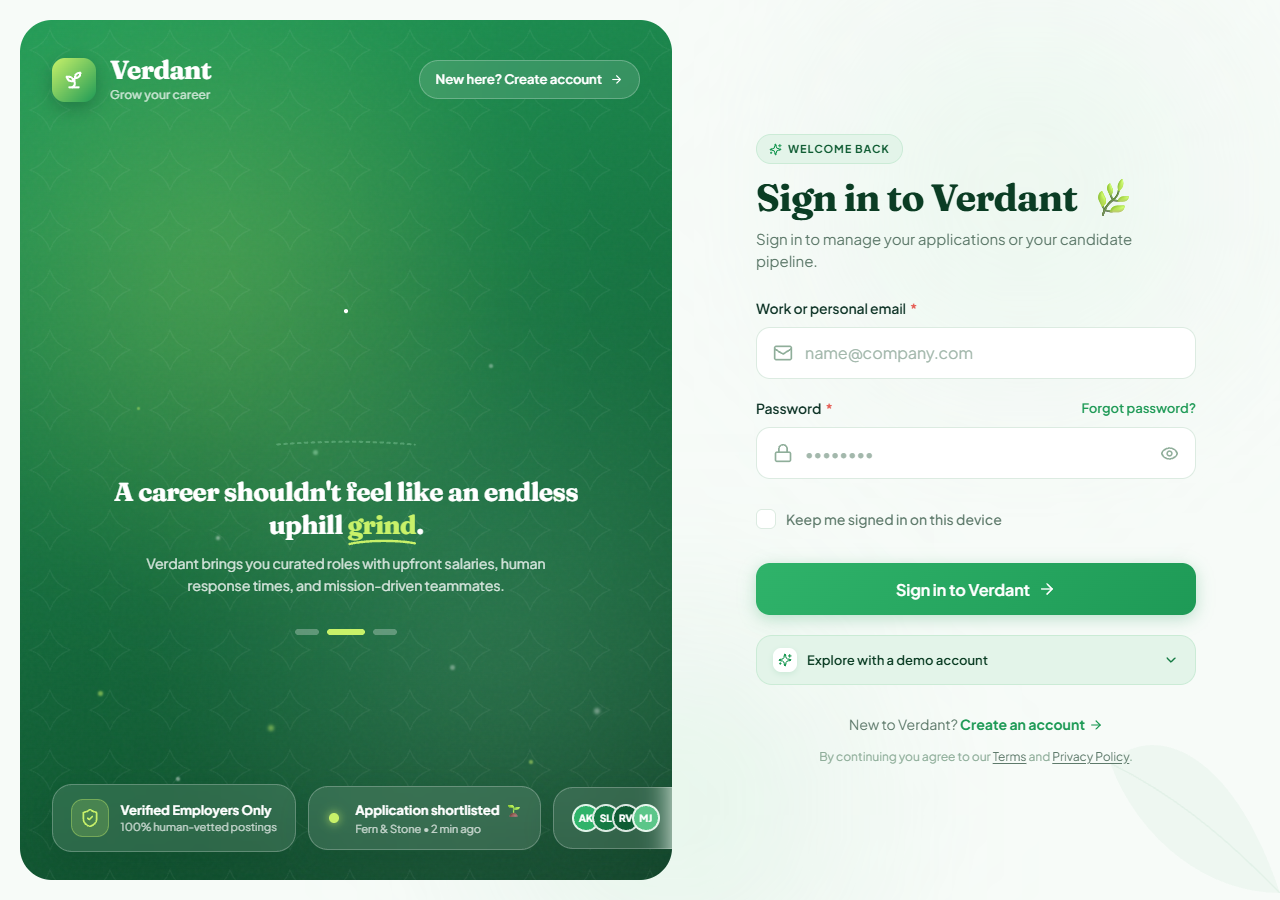 Verdant
Grow your career
New here? Create account →
A career shouldn't feel like an endless
uphill grind.
Verdant brings you curated roles with upfront salaries, human
response times, and mission-driven teammates.
Verified Employers Only
100% human-vetted postings
Application shortlisted
Fern & Stone • 2 min ago
AK SL RV MJ
WELCOME BACK
Sign in to Verdant
Sign in to manage your applications or your candidate
pipeline.
Work or personal email *
name@company.com
Password *
Forgot password?
••••••••
Keep me signed in on this device
Sign in to Verdant →
Explore with a demo account
New to Verdant? Create an account →
By continuing you agree to our Terms and Privacy Policy.